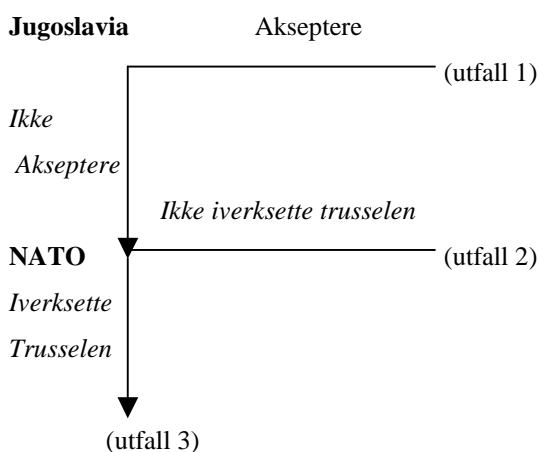 Jugoslavia Akseptere
(utfall 1)
Ikke
Akseptere
Ikke iverksette trusselen
NATO (utfall 2)
Iverksette
Trusselen
(utfall 3)